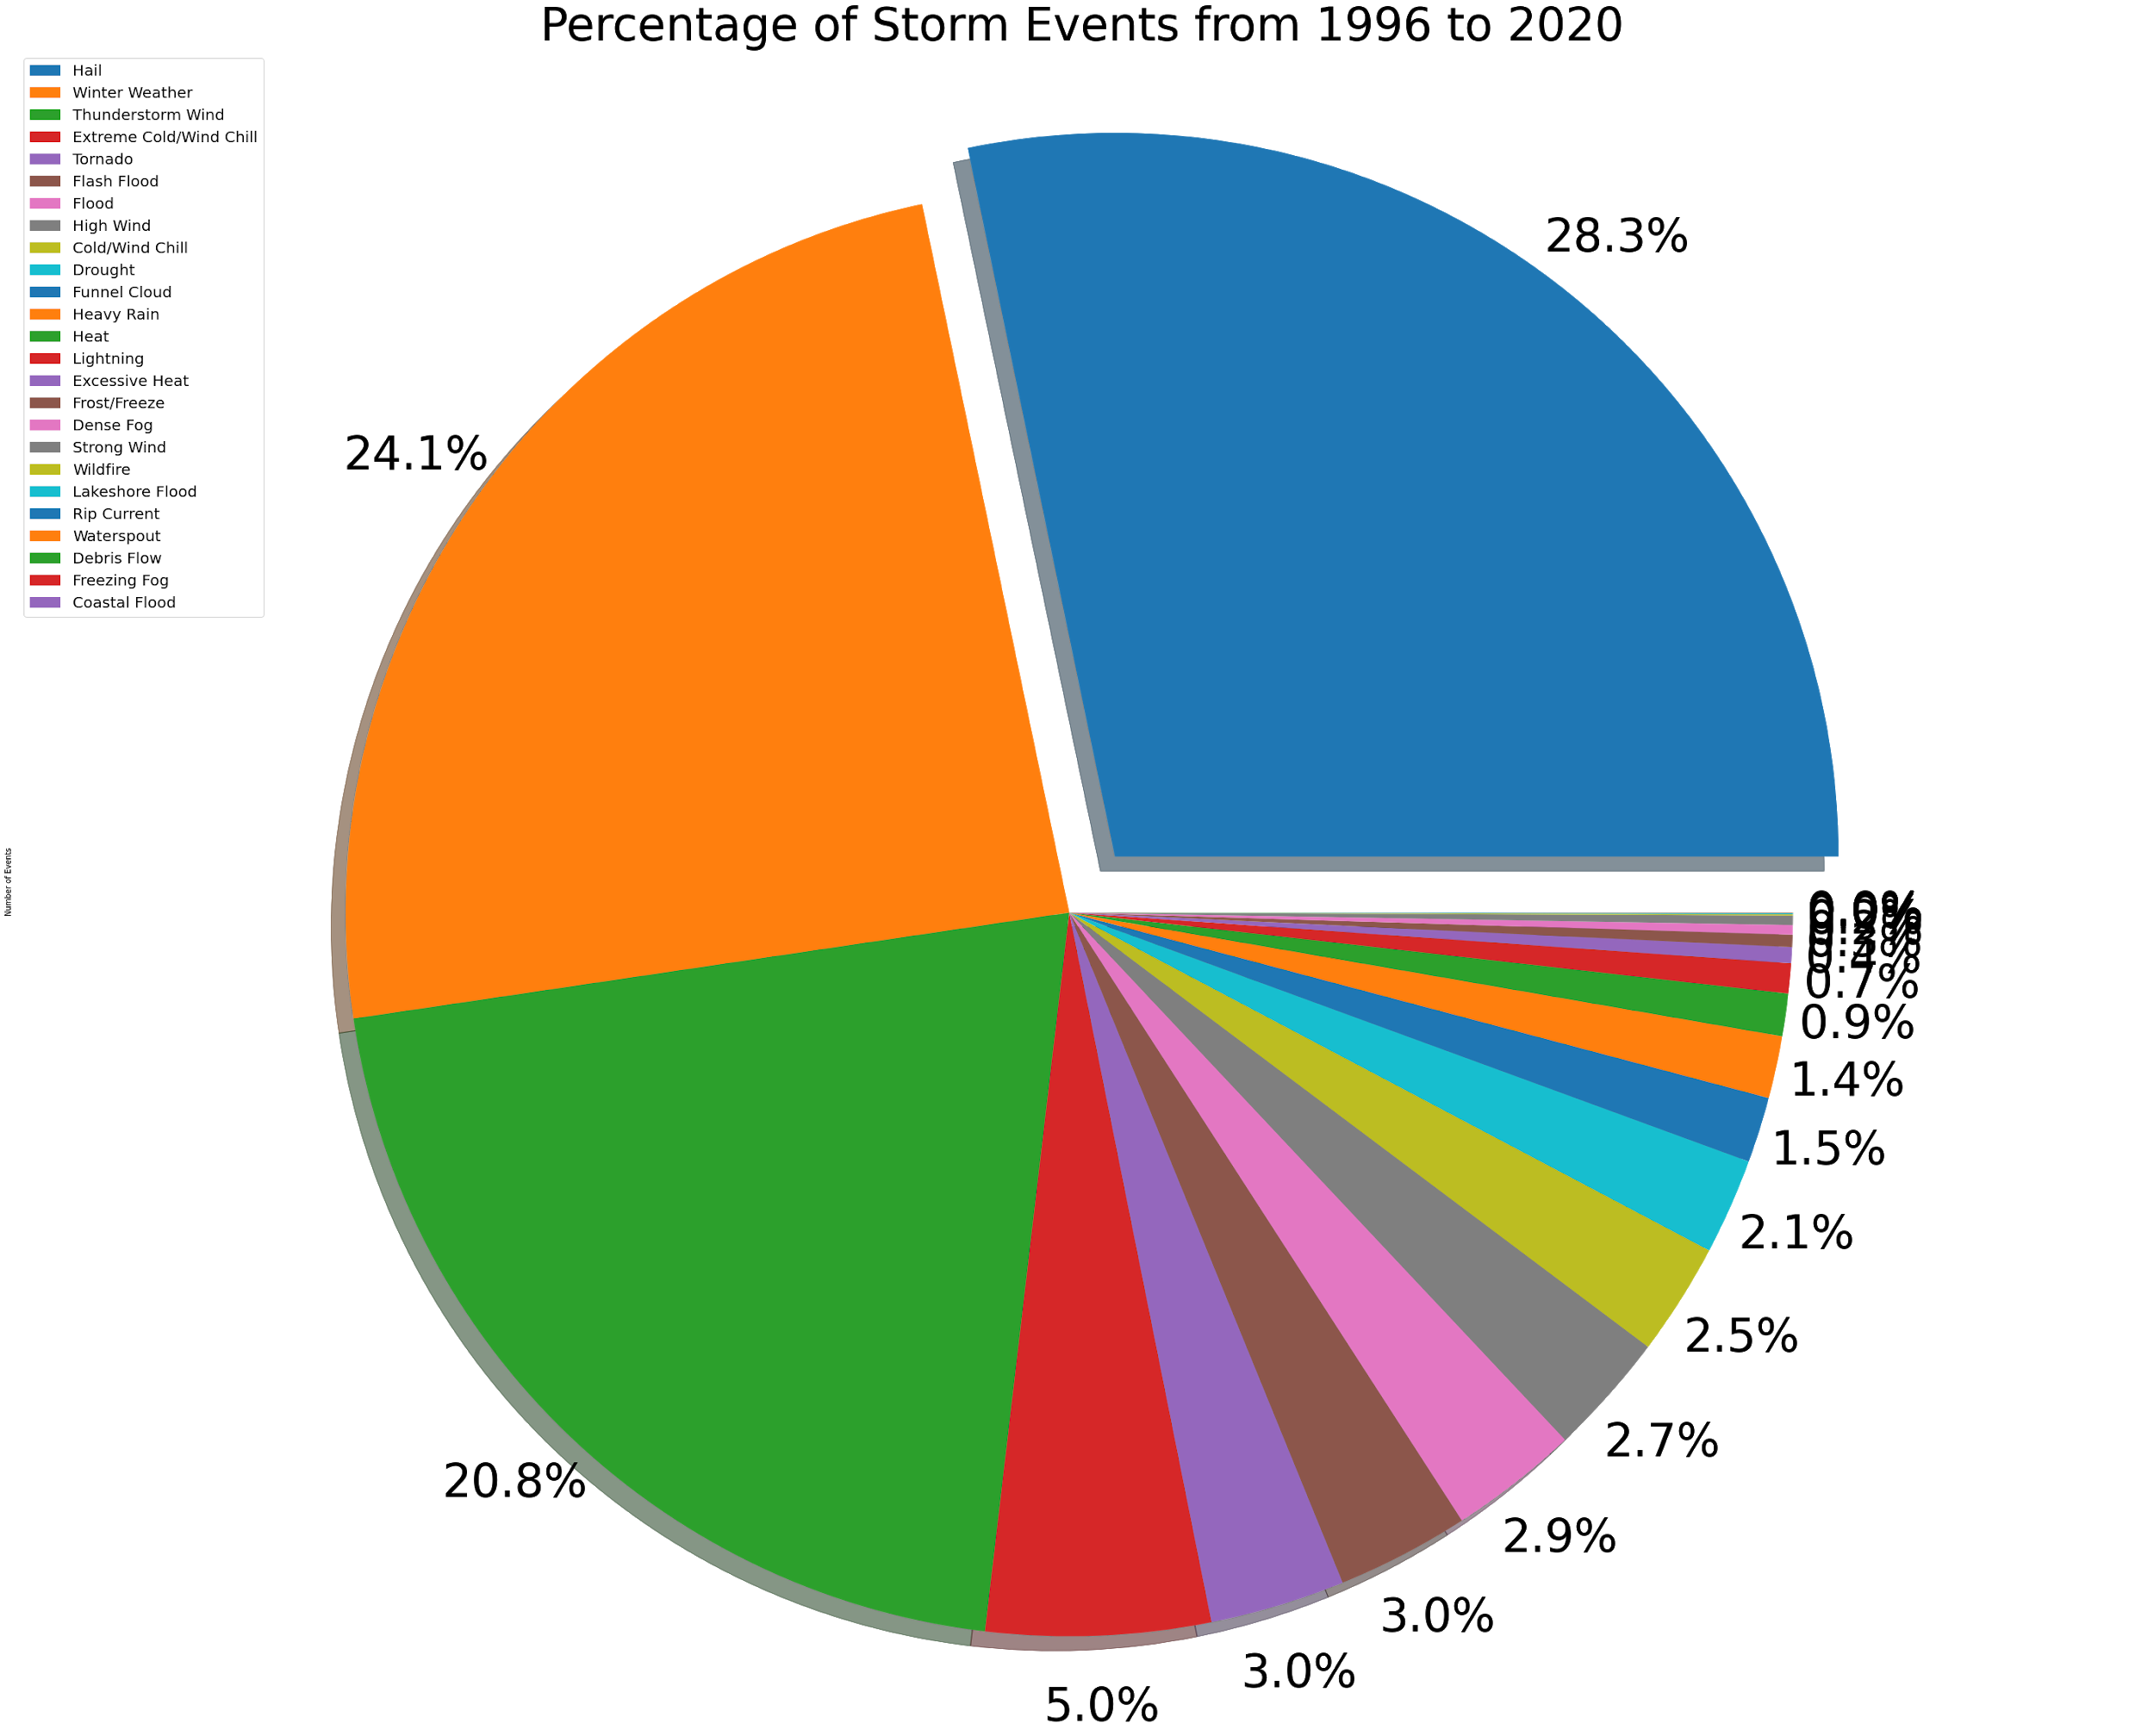 Percentage of Storm Events from 1996 to 2020
Hail
Winter Weather
Thunderstorm Wind
Extreme Cold/Wind Chill
Tornado
Flash Flood
Flood
High Wind
Cold/Wind Chill
Drought
Funnel Cloud
Heavy Rain
Heat
Lightning
Excessive Heat
Frost/Freeze
Dense Fog
Strong Wind
Wildfire
Lakeshore Flood
Rip Current
Waterspout
Debris Flow
Freezing Fog
Coastal Flood
Number of Events
28.3%
24.1%
20.8%
5.0%
3.0%
3.0%
2.9%
2.7%
2.5%
2.1%
1.5%
1.4%
0.9%
0.7%